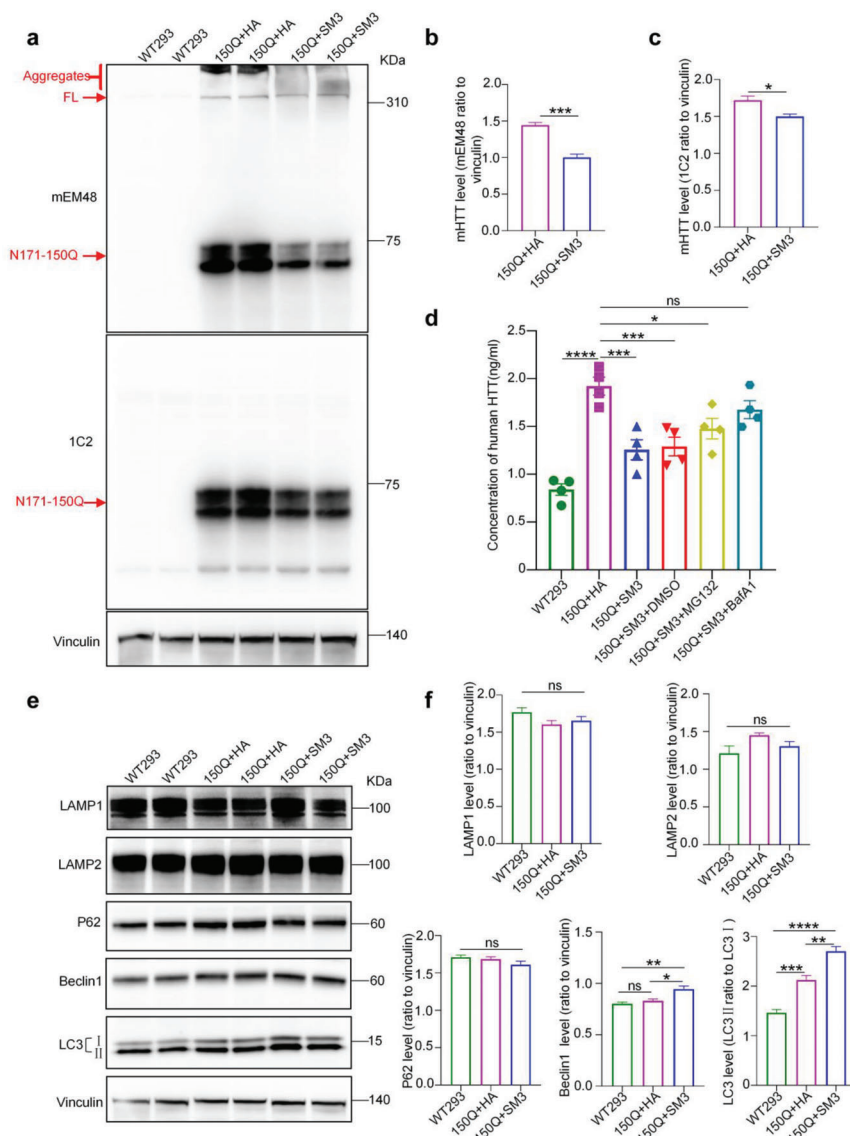 a
WT293
WT293
150Q+HA
150Q+HA
150Q+SM3
150Q+SM3
KDa
Aggregates
FL
310
mEM48
75
N171-150Q
1C2
75
N171-150Q
Vinculin
140
b
mHTT level (mEM48 ratio to
vinculin)
2.0
1.5
1.0
0.5
0.0
***
150Q+HA
150Q+SM3
c
mHTT level (1C2 ratio to vinculin)
2.0
1.5
1.0
0.5
0.0
*
150Q+HA
150Q+SM3
d
Concentration of human HTT(ng/ml)
2.5
2.0
1.5
1.0
0.5
0
ns
*
***
****
***
WT293
150Q+HA
150Q+SM3
150Q+SM3+DMSO
150Q+SM3+MG132
150Q+SM3+BafA1
e
WT293
WT293
150Q+HA
150Q+HA
150Q+SM3
150Q+SM3
KDa
LAMP1
100
LAMP2
100
P62
60
Beclin1
60
LC3
I
II
15
Vinculin
140
f
LAMP1 level (ratio to vinculin)
2.0
1.5
1.0
0.5
0.0
ns
WT293
150Q+HA
150Q+SM3
LAMP2 level (ratio to vinculin)
2.0
1.5
1.0
0.5
0.0
ns
WT293
150Q+HA
150Q+SM3
P62 level (ratio to vinculin)
2.0
1.5
1.0
0.5
0.0
ns
WT293
150Q+HA
150Q+SM3
Beclin1 level (ratio to vinculin)
1.5
1.0
0.5
0.0
**
ns
*
WT293
150Q+HA
150Q+SM3
LC3 level (LC3 II ratio to LC3 I)
3.0
2.0
1.0
0.0
****
**
***
WT293
150Q+HA
150Q+SM3